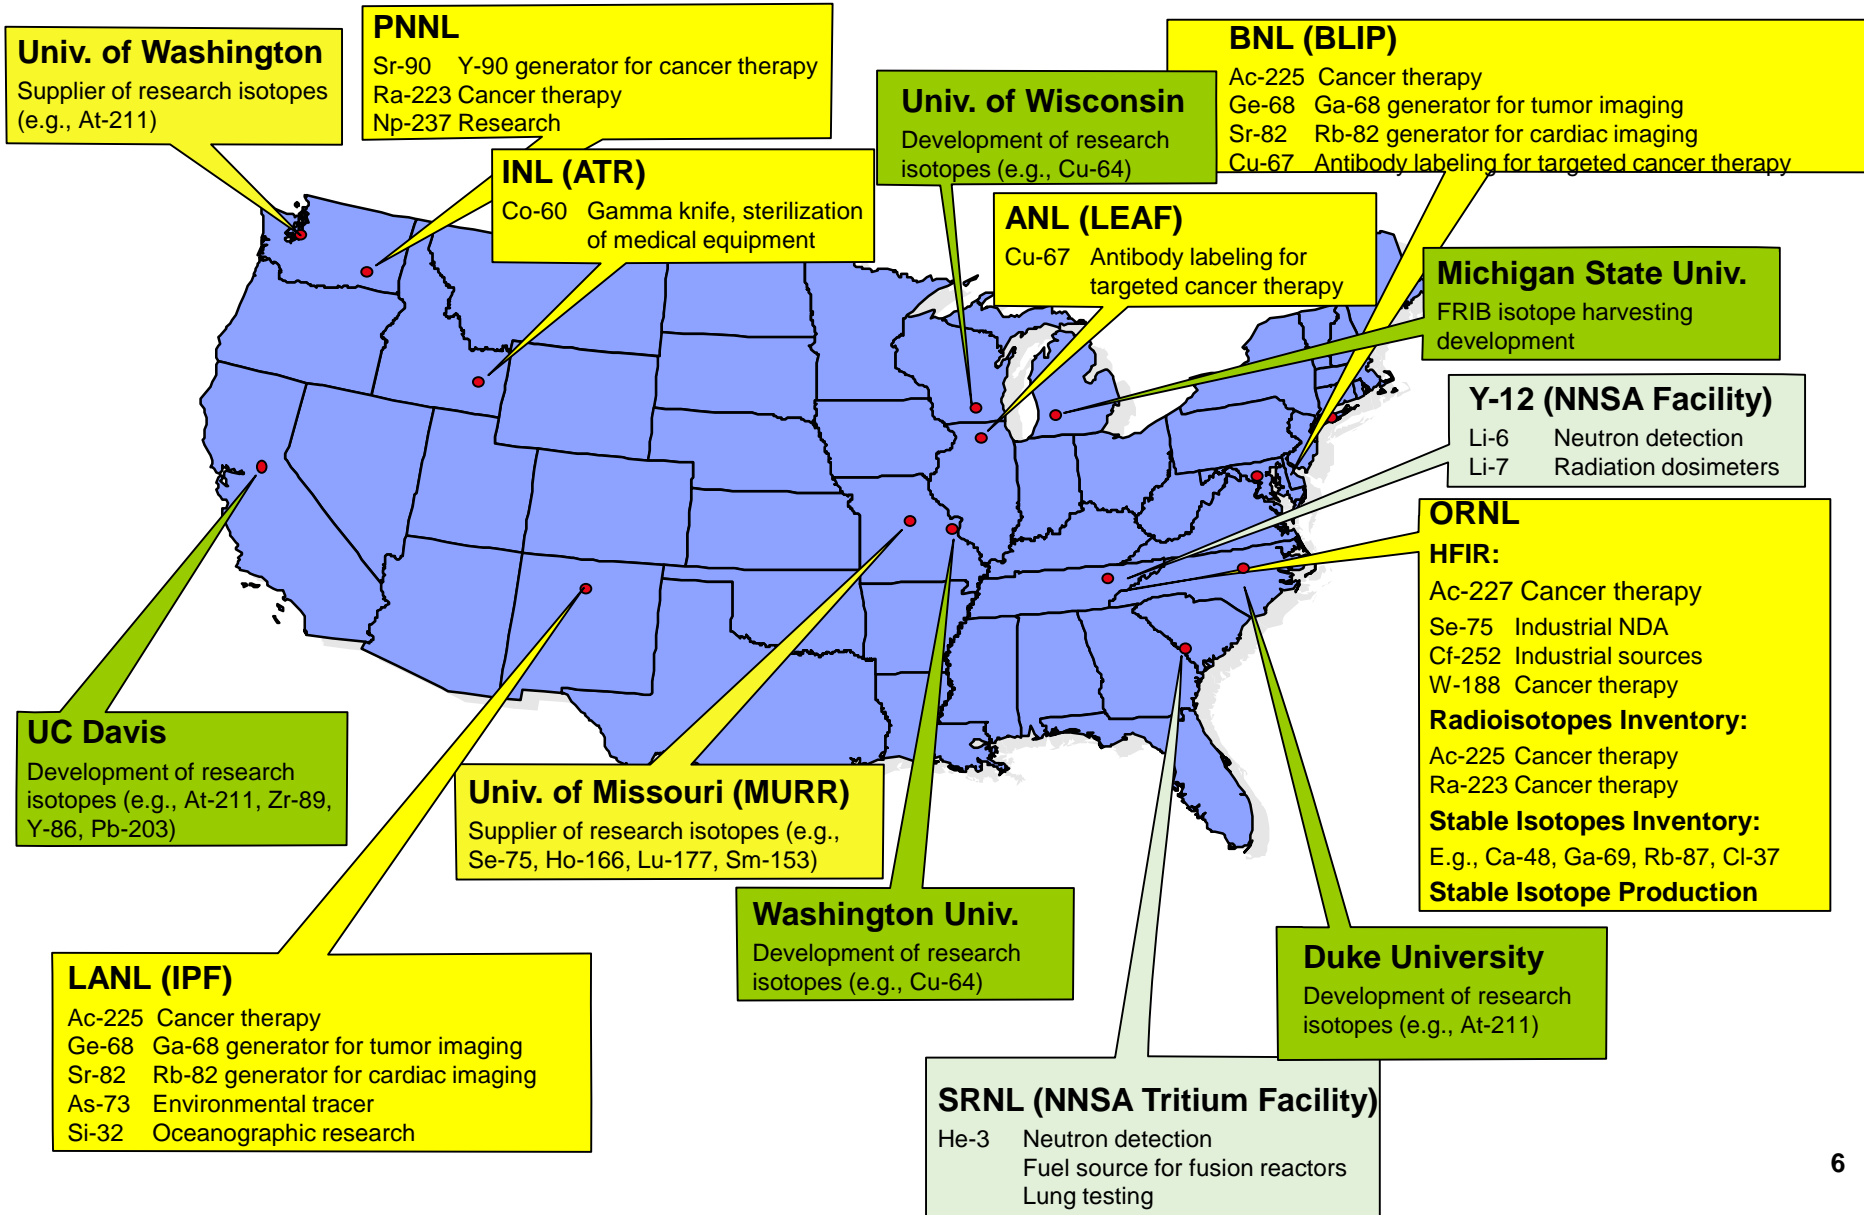 Univ. of Washington
Supplier of research isotopes
(e.g., At-211)
PNNL
Sr-90 Y-90 generator for cancer therapy
Ra-223 Cancer therapy
Np-237 Research
INL (ATR)
Co-60 Gamma knife, sterilization
of medical equipment
Univ. of Wisconsin
Development of research
isotopes (e.g., Cu-64)
ANL (LEAF)
Cu-67 Antibody labeling for
targeted cancer therapy
BNL (BLIP)
Ac-225 Cancer therapy
Ge-68 Ga-68 generator for tumor imaging
Sr-82 Rb-82 generator for cardiac imaging
Cu-67 Antibody labeling for targeted cancer therapy
Michigan State Univ.
FRIB isotope harvesting
development
Y-12 (NNSA Facility)
Li-6 Neutron detection
Li-7 Radiation dosimeters
ORNL
HFIR:
Ac-227 Cancer therapy
Se-75 Industrial NDA
Cf-252 Industrial sources
W-188 Cancer therapy
Radioisotopes Inventory:
Ac-225 Cancer therapy
Ra-223 Cancer therapy
Stable Isotopes Inventory:
E.g., Ca-48, Ga-69, Rb-87, Cl-37
Stable Isotope Production
UC Davis
Development of research
isotopes (e.g., At-211, Zr-89,
Y-86, Pb-203)
Univ. of Missouri (MURR)
Supplier of research isotopes (e.g.,
Se-75, Ho-166, Lu-177, Sm-153)
Washington Univ.
Development of research
isotopes (e.g., Cu-64)
Duke University
Development of research
isotopes (e.g., At-211)
LANL (IPF)
Ac-225 Cancer therapy
Ge-68 Ga-68 generator for tumor imaging
Sr-82 Rb-82 generator for cardiac imaging
As-73 Environmental tracer
Si-32 Oceanographic research
SRNL (NNSA Tritium Facility)
He-3 Neutron detection
Fuel source for fusion reactors
Lung testing
6